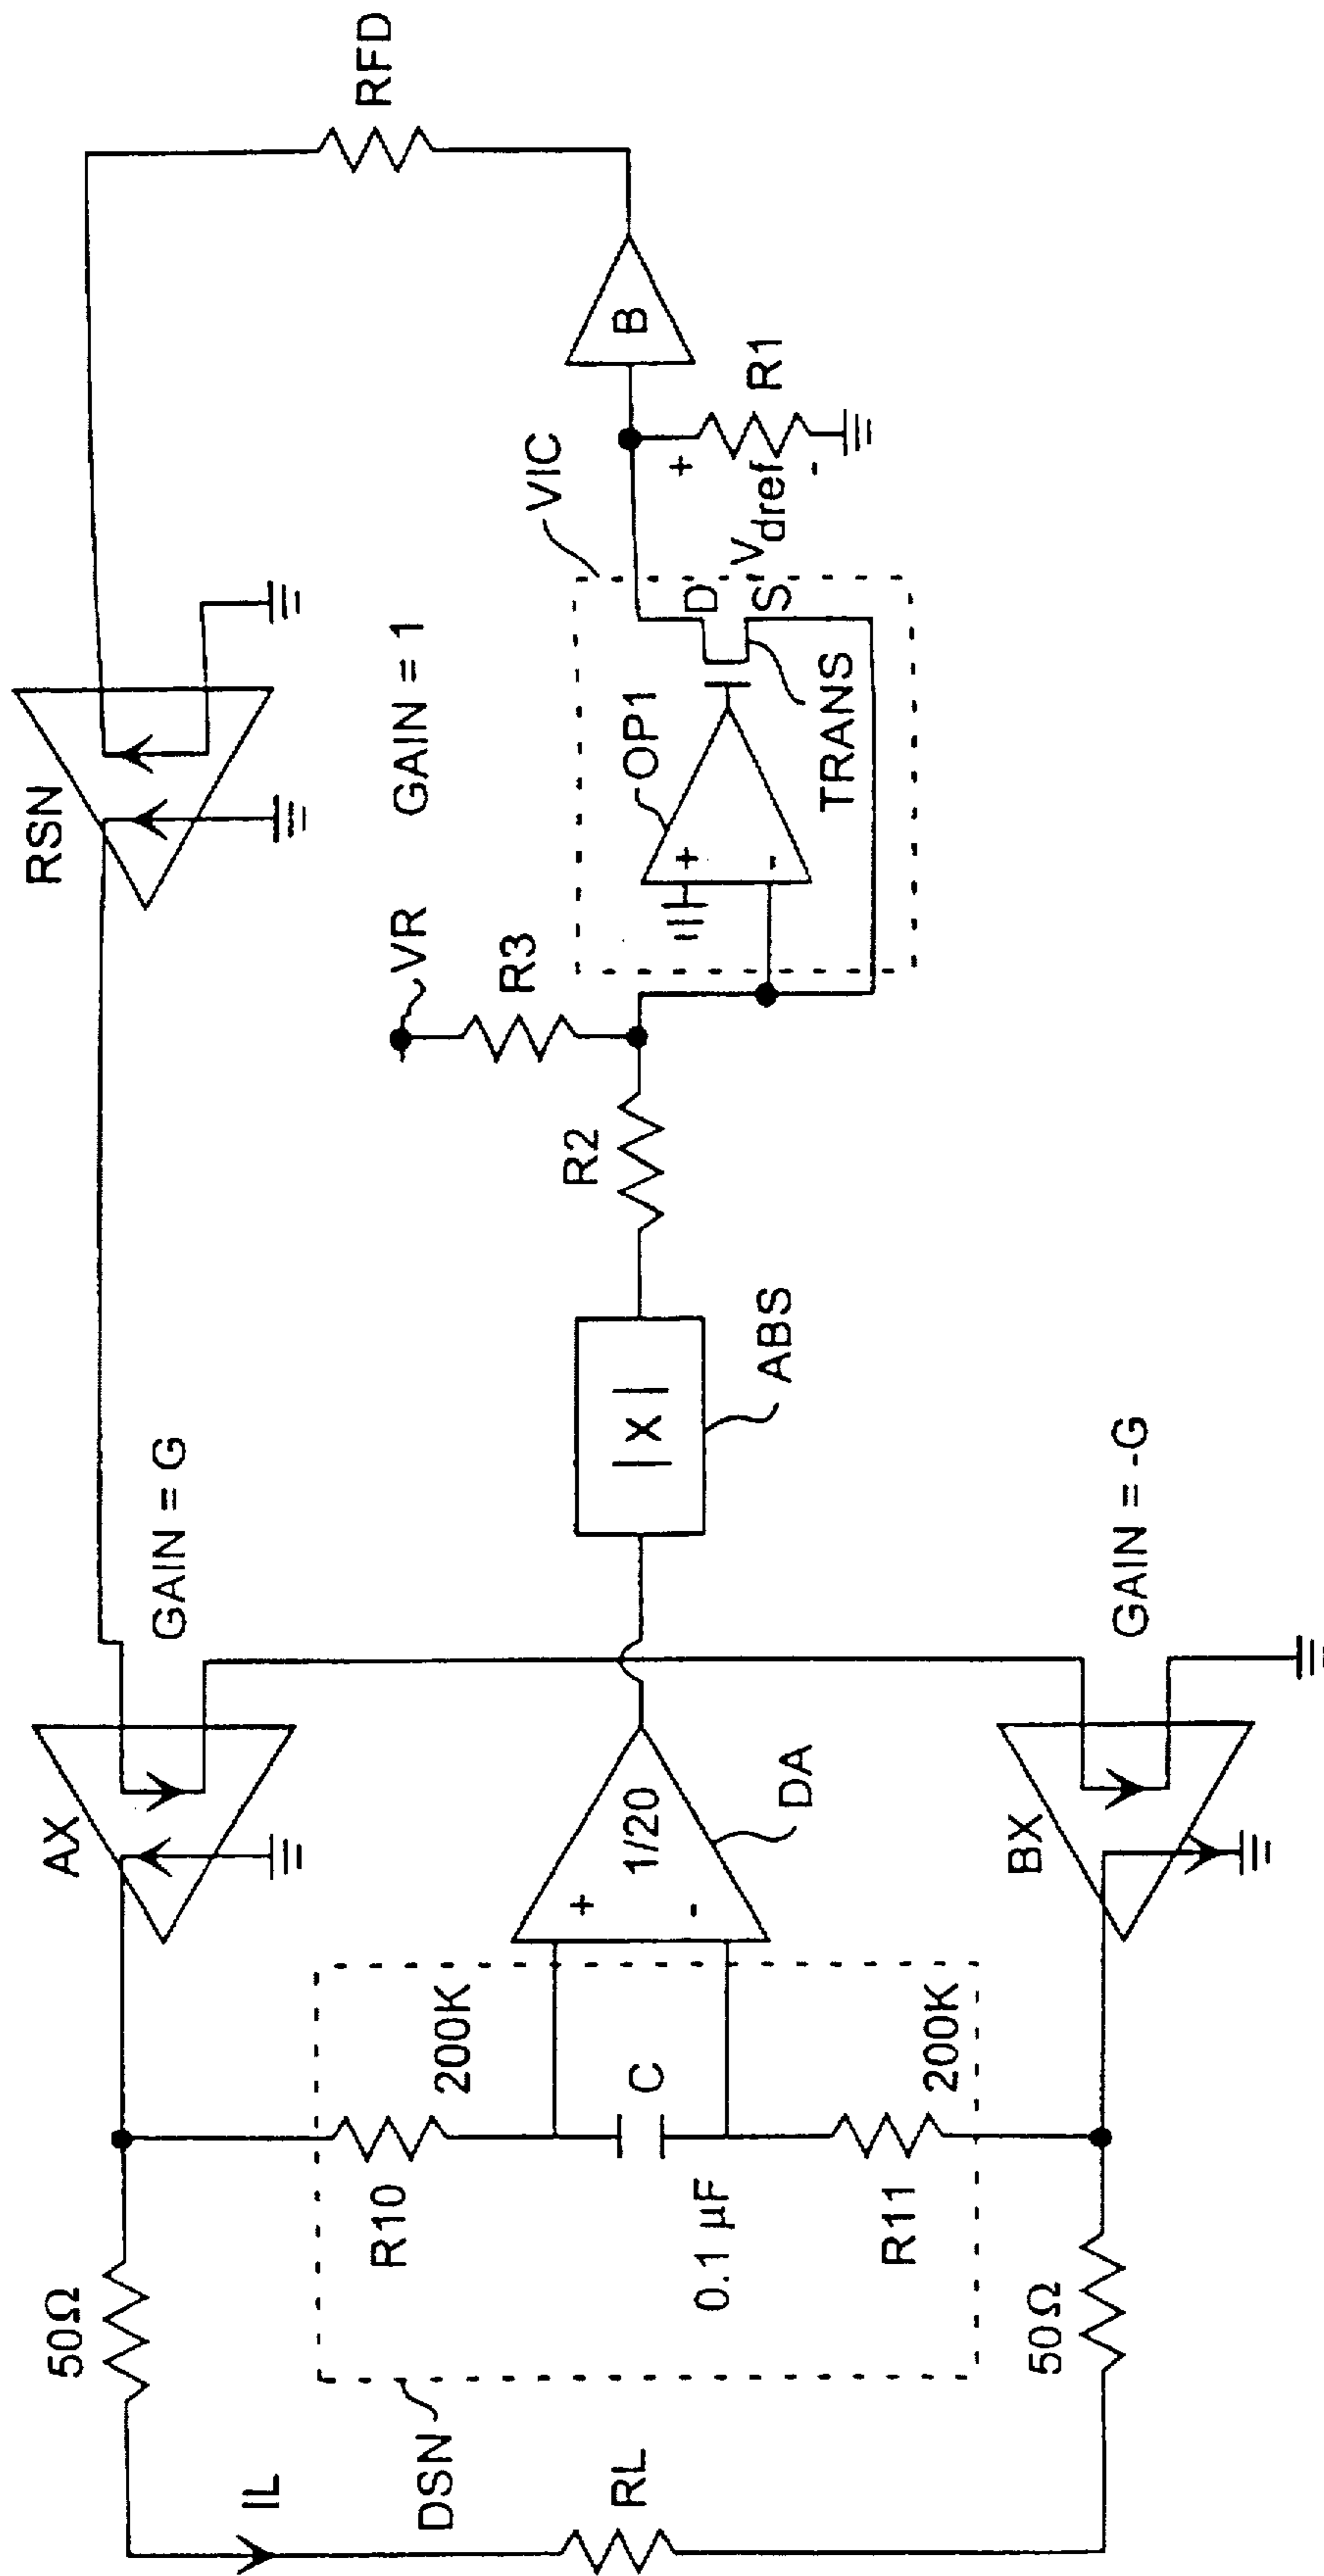 50Ω
IL
RL
DSN
R10
200K
C
0.1 μF
R11
200K
50Ω
AX
GAIN = G
+
-
1/20
DA
BX
GAIN = -G
|X|
ABS
R2
R3
VR
RSN
GAIN = 1
OP1
+
-
TRANS
D
S
VIC
Vdref
+
-
R1
B
RFD